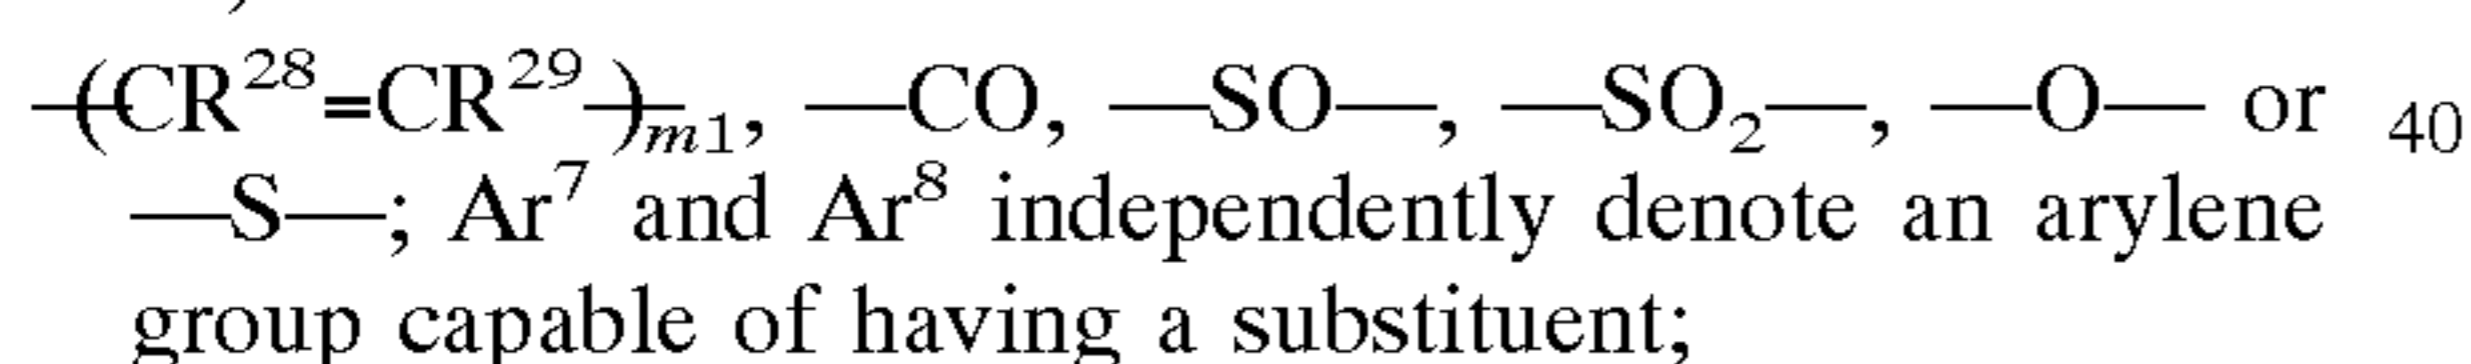 —(CR²⁸=CR²⁹—)ₘ₁, —CO, —SO—, —SO₂—, —O— or 40
—S—; Ar⁷ and Ar⁸ independently denote an arylene
group capable of having a substituent;